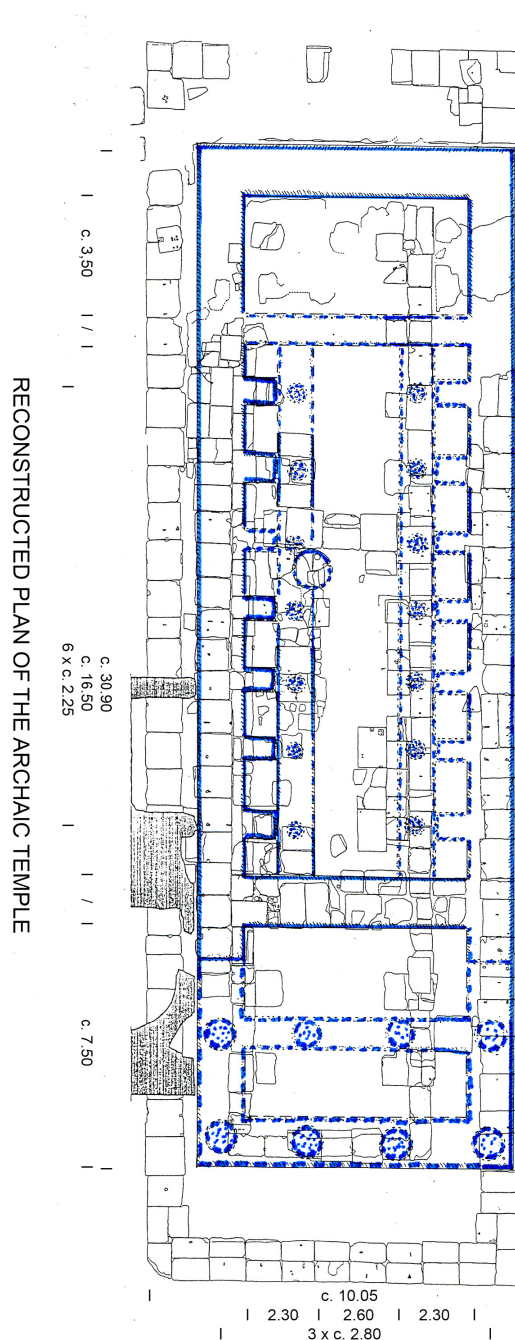 c. 3,50 / / c. 7.50
c. 30.90
c. 16.50
6 x c. 2.25
RECONSTRUCTED PLAN OF THE ARCHAIC TEMPLE
c. 10.05
2.30 2.60 2.30
3 x c. 2.80